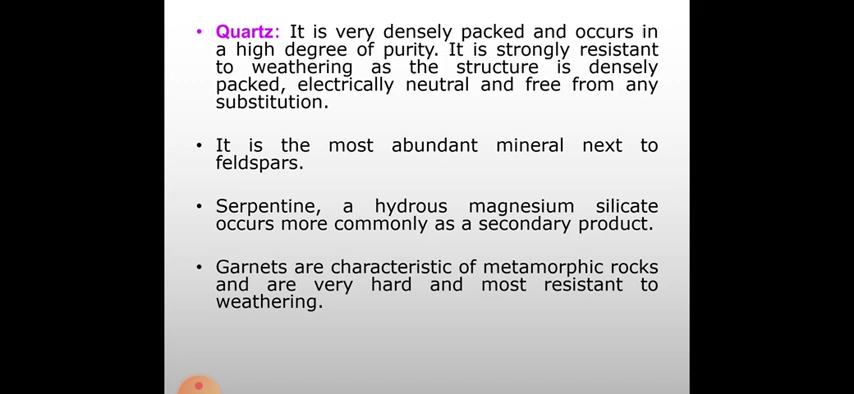 • Quartz: It is very densely packed and occurs in
a high degree of purity. It is strongly resistant
to weathering as the structure is densely
packed, electrically neutral and free from any
substitution.
• It is the most abundant mineral next to
feldspars.
• Serpentine, a hydrous magnesium silicate
occurs more commonly as a secondary product.
• Garnets are characteristic of metamorphic rocks
and are very hard and most resistant to
weathering.